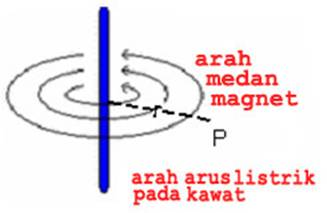 arah
medan
magnet
r
P
arah arus listrik
pada kawat